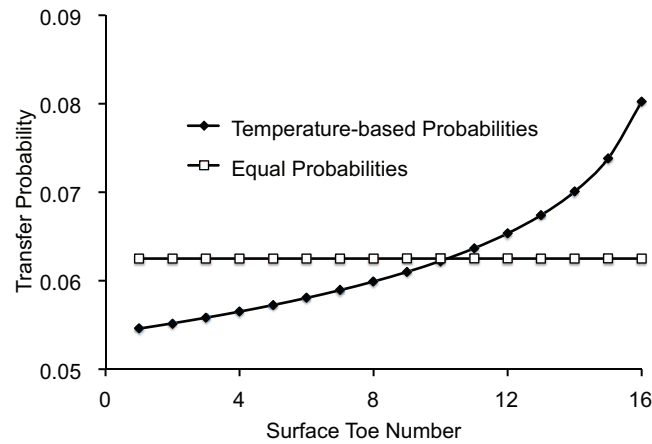 0.09
0.08
0.07
0.06
0.05
Transfer Probability
Temperature-based Probabilities
Equal Probabilities
0 4 8 12 16
Surface Toe Number